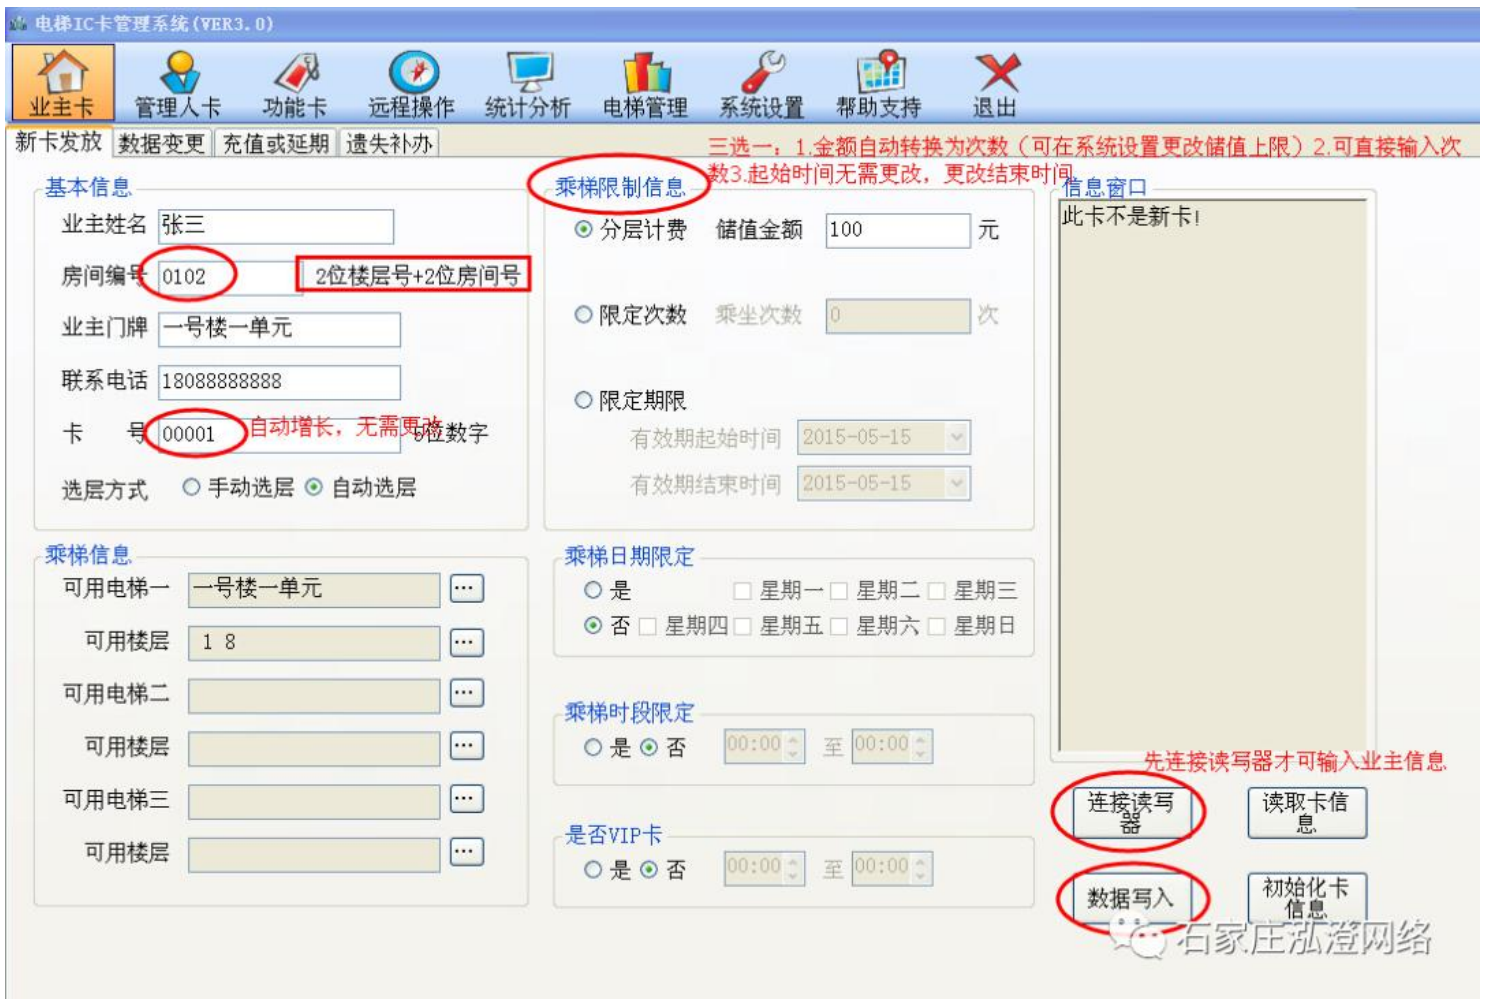 电梯IC卡管理系统(VER3.0)
业主卡 管理人卡 功能卡 远程操作 统计分析 电梯管理 系统设置 帮助支持 退出
新卡发放 数据变更 充值或延期 遗失补办
三选一：1.金额自动转换为次数（可在系统设置更改储值上限）2.可直接输入次
数3.起始时间无需更改，更改结束时间
基本信息
业主姓名 张三
房间编号 0102 2位楼层号+2位房间号
业主门牌 一号楼一单元
联系电话 18088888888
卡 号 00001 自动增长，无需更改 5位数字
选层方式 手动选层 自动选层
乘梯信息
可用电梯一 一号楼一单元 ...
可用楼层 1 8 ...
可用电梯二 ...
可用楼层 ...
可用电梯三 ...
可用楼层 ...
乘梯限制信息
分层计费 储值金额 100 元
限定次数 乘坐次数 0 次
限定期限
有效期起始时间 2015-05-15
有效期结束时间 2015-05-15
乘梯日期限定
是 星期一 星期二 星期三
否 星期四 星期五 星期六 星期日
乘梯时段限定
是 否 00:00 至 00:00
是否VIP卡
是 否 00:00 至 00:00
信息窗口
此卡不是新卡!
先连接读写器才可输入业主信息
连接读写
器
读取卡信
息
数据写入
初始化卡
信息
石家庄泓澄网络